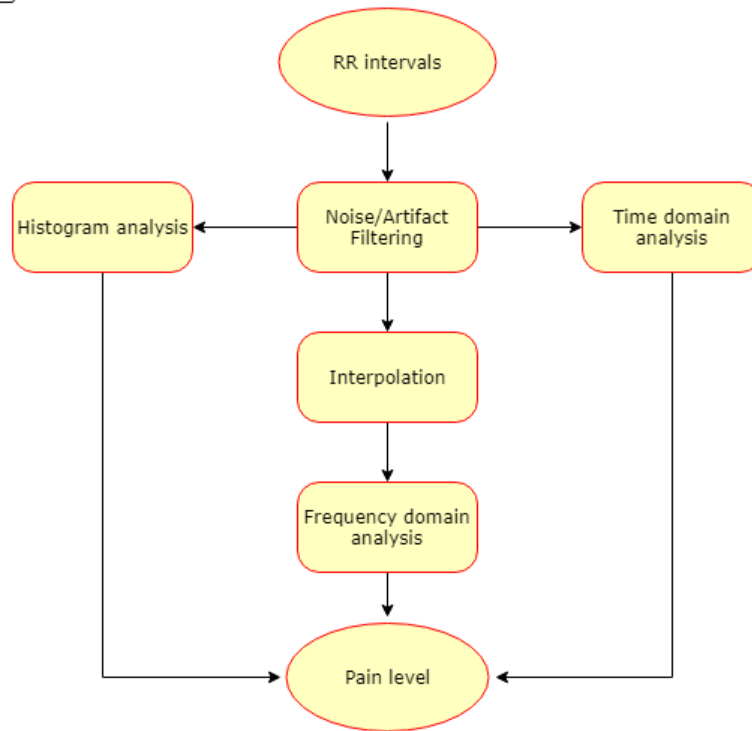 RR intervals
Histogram analysis
Noise/Artifact
Filtering
Time domain
analysis
Interpolation
Frequency domain
analysis
Pain level